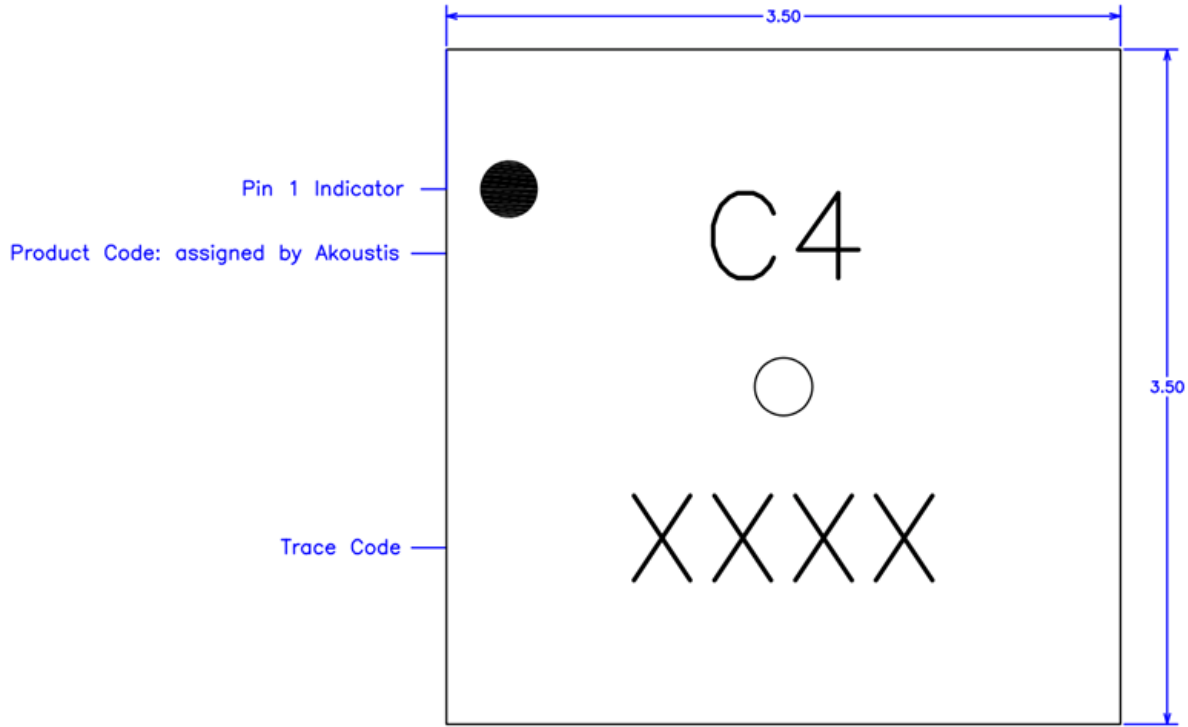 3.50
Pin 1 Indicator
C4
Product Code: assigned by Akoustis
3.50
XXXX
Trace Code